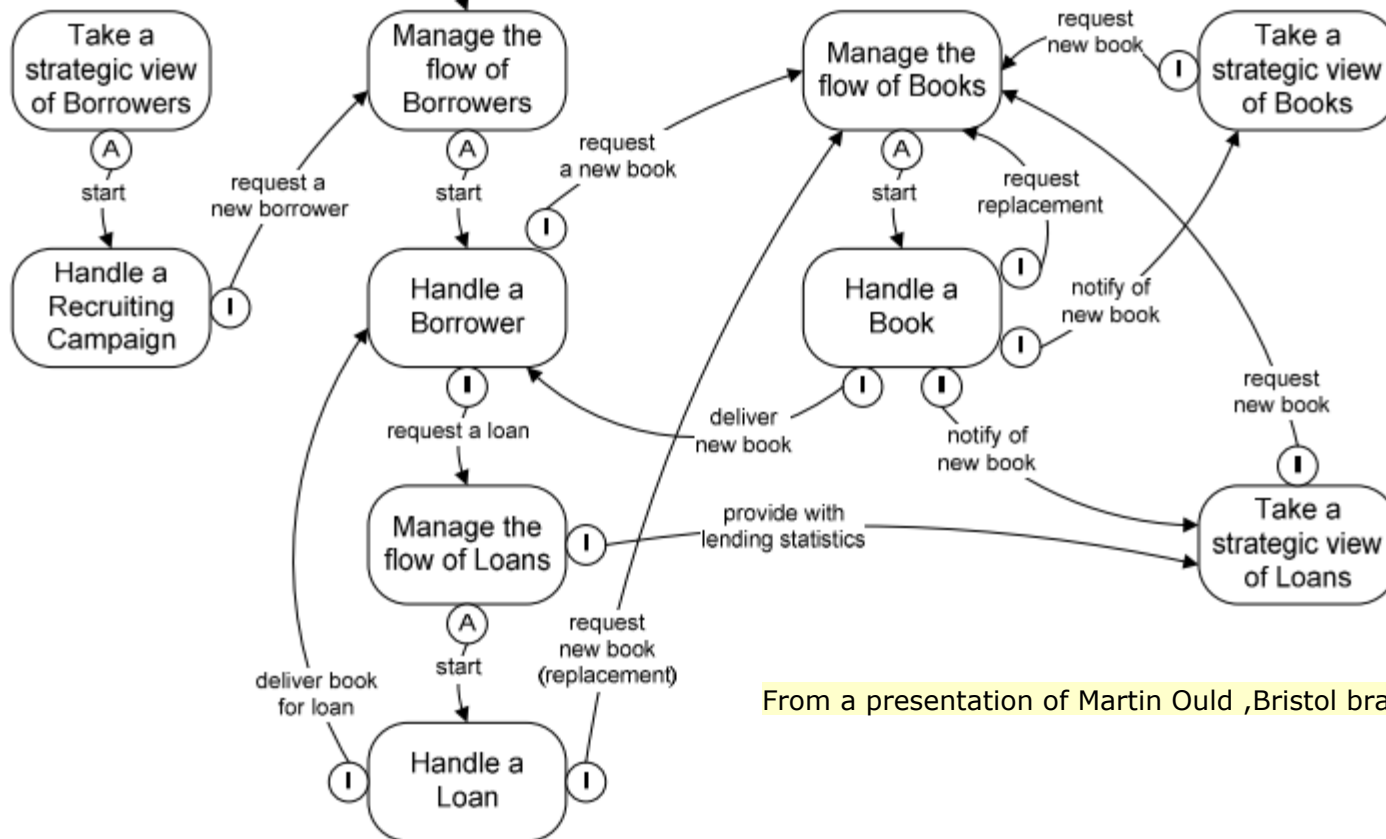 Take a
strategic view
of Borrowers
Manage the
flow of
Borrowers
Manage the
flow of Books
request
new book
I
Take a
strategic view
of Books
A
start
request a
new borrower
A
start
request
a new book
I
A
start
request
replacement
Handle a
Recruiting
Campaign
I
Handle a
Borrower
Handle a
Book
I
I
notify of
new book
I
request a loan
deliver
new book
I
I
notify of
new book
request
new book
I
Manage the
flow of Loans
I
provide with
lending statistics
Take a
strategic view
of Loans
A
start
request
new book
(replacement)
deliver book
for loan
I
Handle a
Loan
I
From a presentation of Martin Ould ,Bristol bra